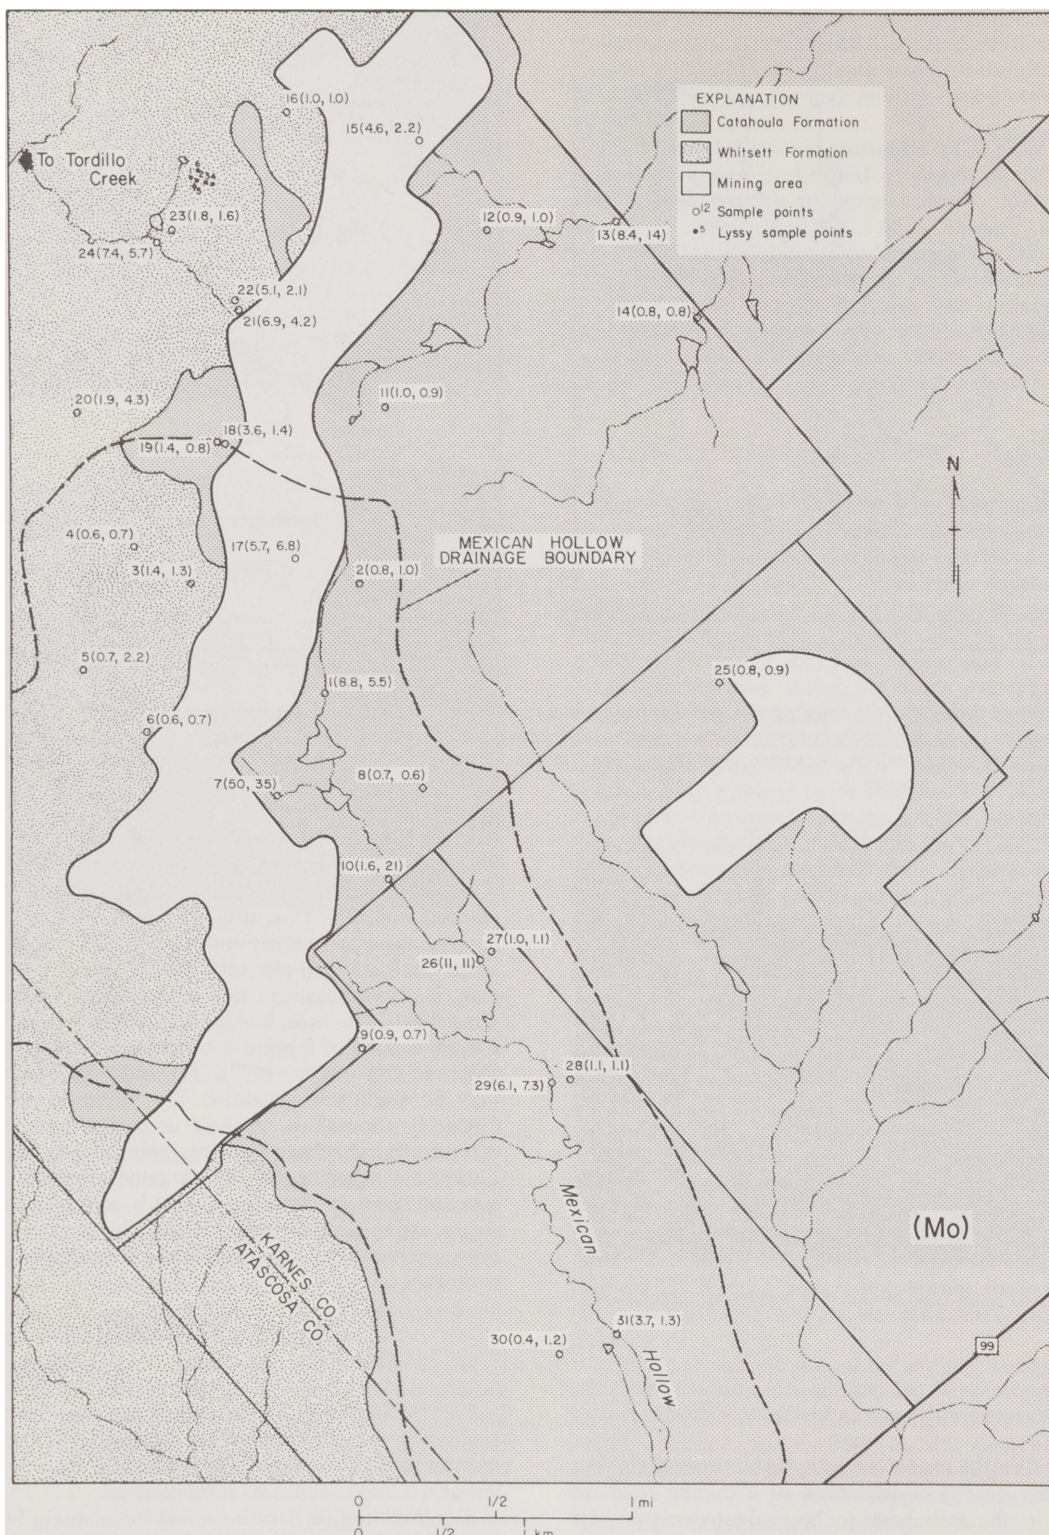 EXPLANATION
Catahoula Formation
Whitsett Formation
Mining area
12 Sample points
5 Lyssy sample points
16(1.0, 1.0)
15(4.6, 2.2)
To Tordillo
Creek
23(1.8, 1.6)
24(7.4, 5.7)
12(0.9, 1.0)
13(8.4, 14)
22(5.1, 2.1)
21(6.9, 4.2)
14(0.8, 0.8)
20(1.9, 4.3)
11(1.0, 0.9)
18(3.6, 1.4)
19(1.4, 0.8)
N
4(0.6, 0.7)
17(5.7, 6.8)
MEXICAN HOLLOW
DRAINAGE BOUNDARY
3(1.4, 1.3)
2(0.8, 1.0)
5(0.7, 2.2)
25(0.8, 0.9)
1(8.8, 5.5)
6(0.6, 0.7)
7(50, 35)
8(0.7, 0.6)
10(1.6, 21)
27(1.0, 1.1)
26(11, 11)
9(0.9, 0.7)
28(1.1, 1.1)
29(6.1, 7.3)
Mexican
Hollow
(Mo)
KARNES CO
ATASCOSA CO
31(3.7, 1.3)
30(0.4, 1.2)
99
0 1/2 1 mi
0 1/2 1 km